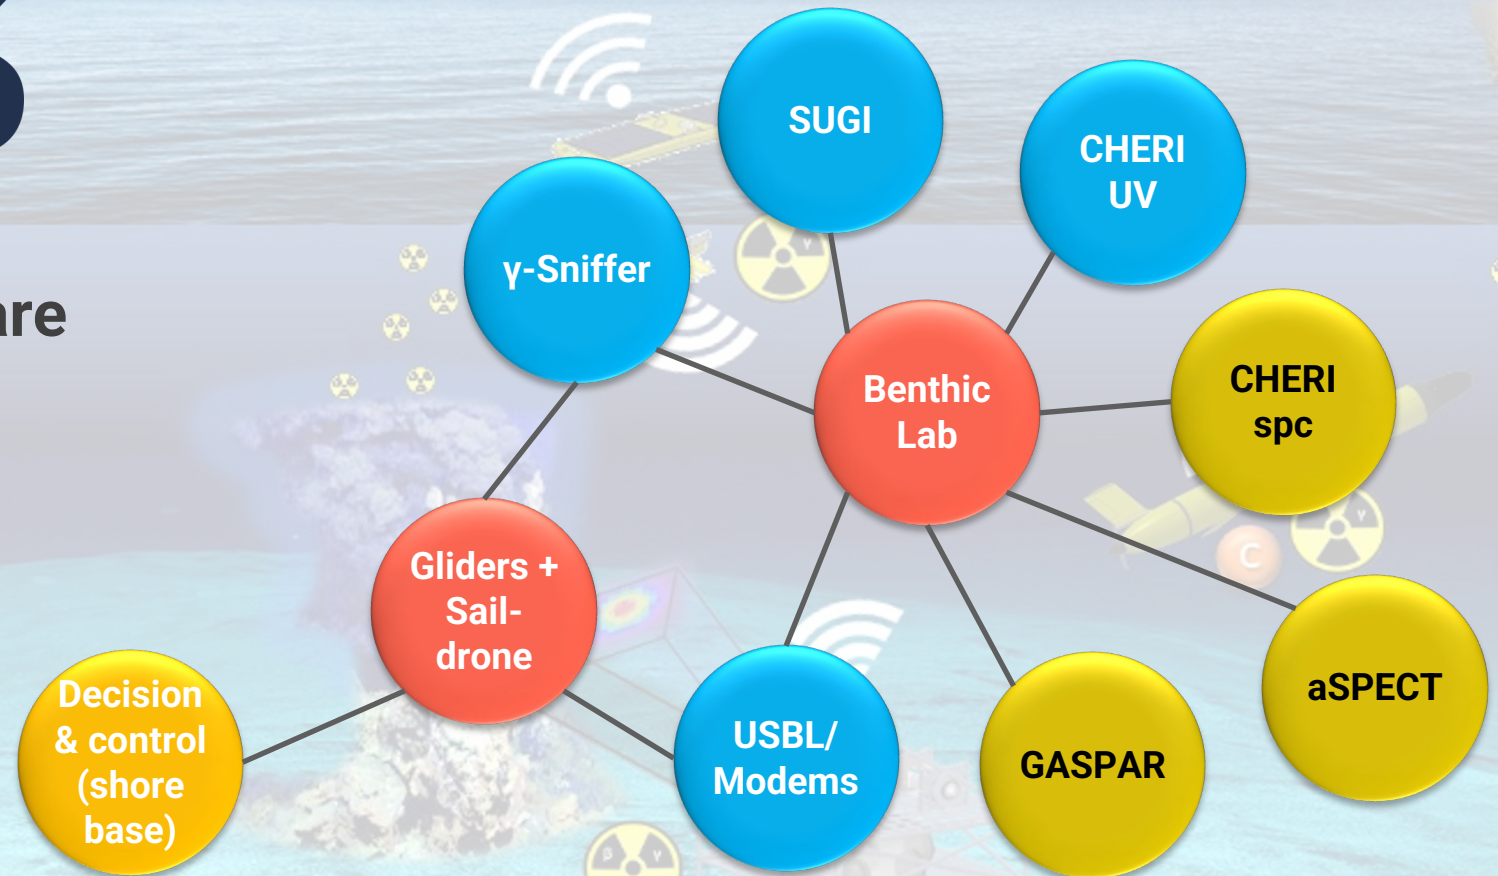 SUGI
CHERI
UV
γ-Sniffer
are
Benthic
Lab
CHERI
spc
Gliders +
Sail-
drone
Decision
& control
(shore
base)
USBL/
Modems
GASPAR
aSPECT
C